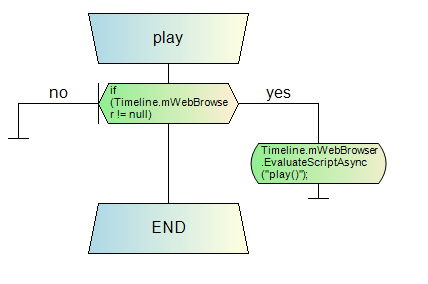 play
no
if
(Timeline.mWebBrowse
r != null)
yes
Timeline.mWebBrowser
.EvaluateScriptAsync
("play()");
END